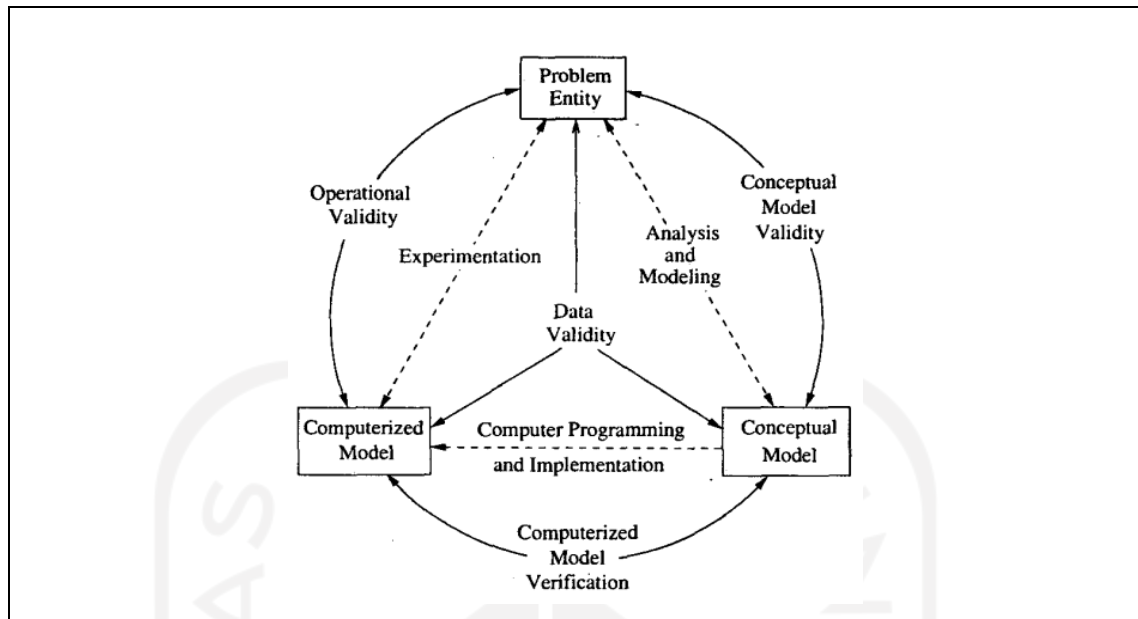 Problem
Entity
Operational
Validity
Conceptual
Model
Validity
Experimentation
Analysis
and
Modeling
Data
Validity
Computerized
Model
Computer Programming
and Implementation
Conceptual
Model
Computerized
Model
Verification
AS